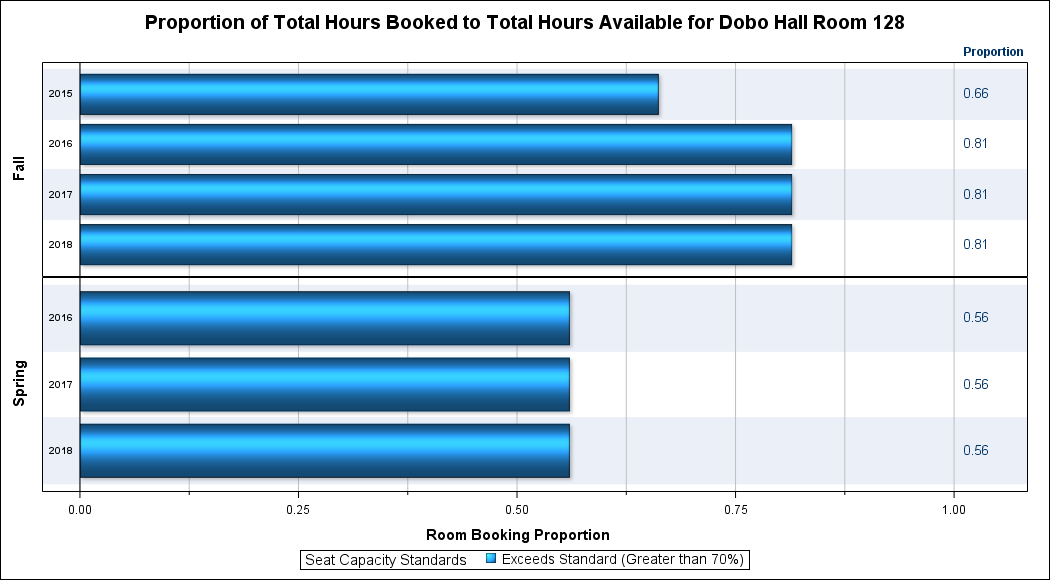 Proportion of Total Hours Booked to Total Hours Available for Dobo Hall Room 128
Proportion
Fall
2015 0.66
2016 0.81
2017 0.81
2018 0.81
Spring
2016 0.56
2017 0.56
2018 0.56
0.00 0.25 0.50 0.75 1.00
Room Booking Proportion
Seat Capacity Standards Exceeds Standard (Greater than 70%)